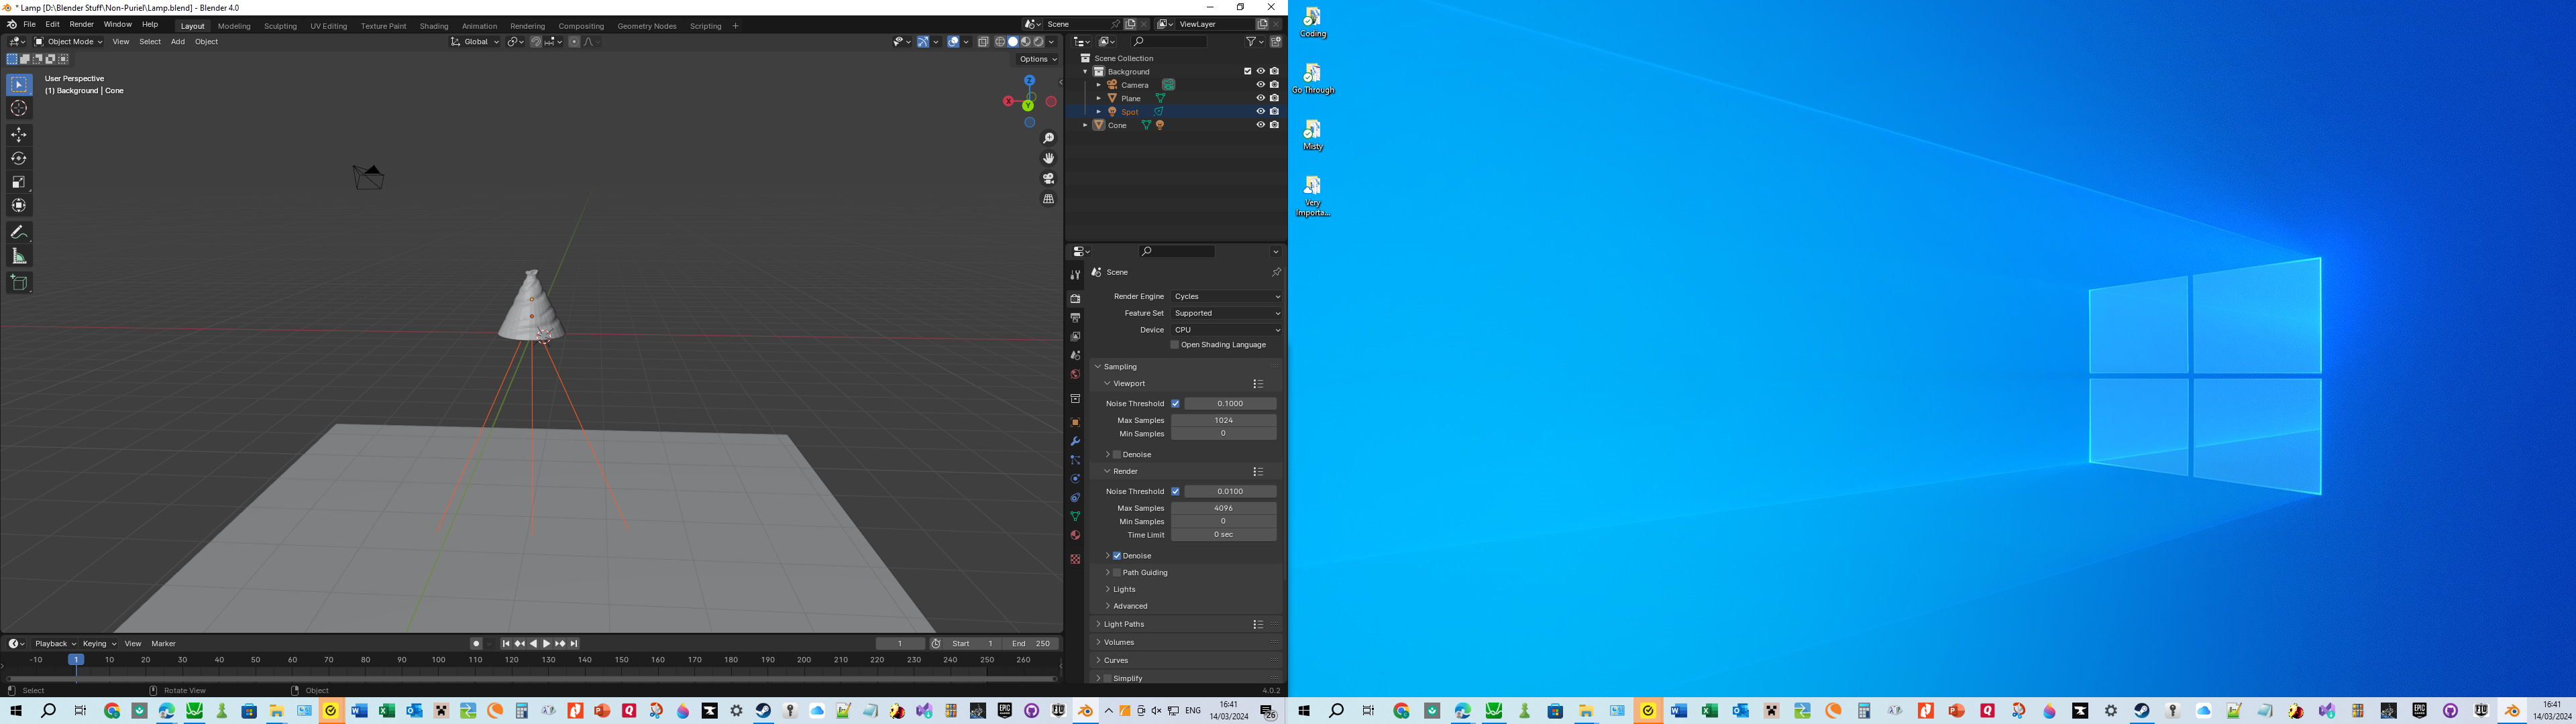 * Lamp [D:\Blender Stuff\Non-Puriel\Lamp.blend] - Blender 4.0
File Edit Render Window Help
Layout Modeling Sculpting UV Editing Texture Paint Shading Animation Rendering Compositing Geometry Nodes Scripting +
Scene
ViewLayer
Object Mode View Select Add Object
Global
Options
User Perspective
(1) Background | Cone
Z
X
Y
Scene Collection
Background
Camera
Plane
Spot
Cone
Scene
Render Engine Cycles
Feature Set Supported
Device CPU
Open Shading Language
Sampling
Viewport
Noise Threshold 0.1000
Max Samples 1024
Min Samples 0
Denoise
Render
Noise Threshold 0.0100
Max Samples 4096
Min Samples 0
Time Limit 0 sec
Denoise
Path Guiding
Lights
Advanced
Light Paths
Volumes
Curves
Simplify
Playback Keying View Marker
1 Start 1 End 250
-10 1 10 20 30 40 50 60 70 80 90 100 110 120 130 140 150 160 170 180 190 200 210 220 230 240 250 260
Select Rotate View Object
4.0.2
ENG
16:41
14/03/2024
26
Coding
Go Through
Misty
Very
Importa...
16:41
14/03/2024